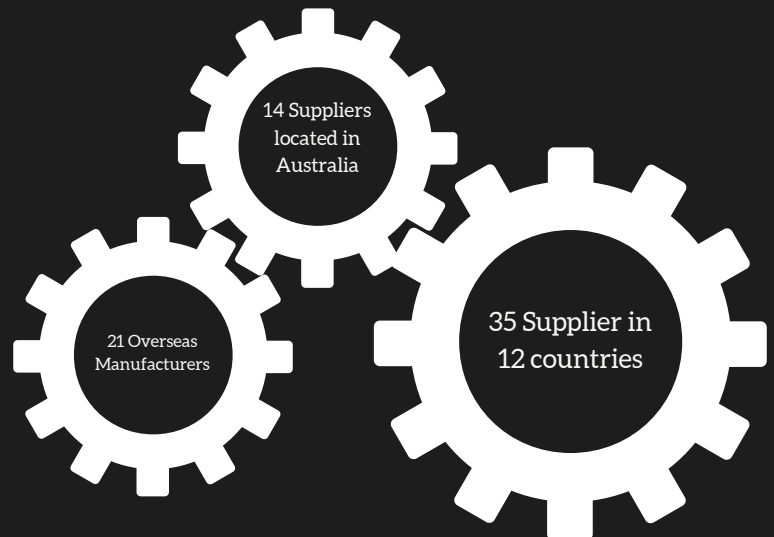 14 Suppliers
located in
Australia
21 Overseas
Manufacturers
35 Supplier in
12 countries